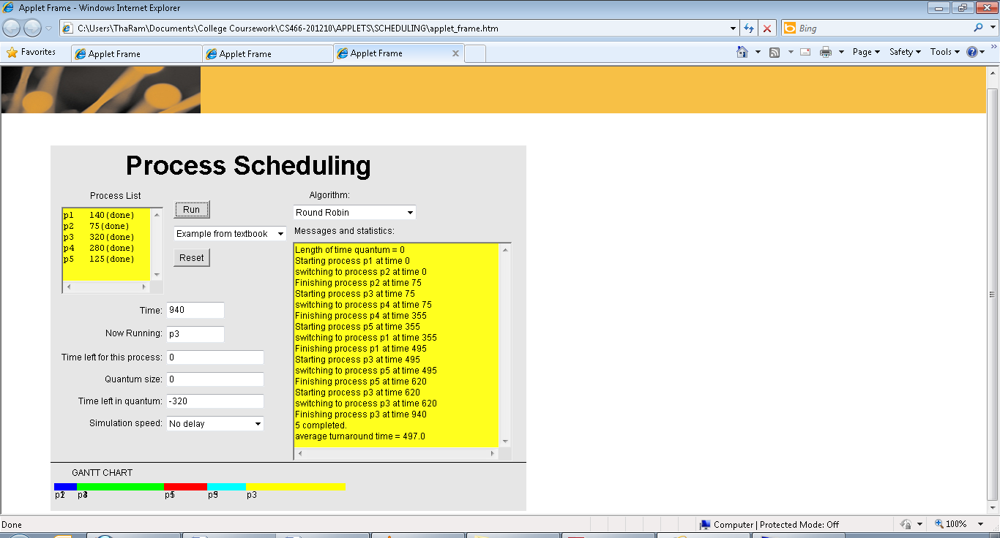 Applet Frame - Windows Internet Explorer
C:\Users\ThaRam\Documents\College Coursework\CS466-201210\APPLETS\SCHEDULING\applet_frame.htm
Bing
Favorites
Applet Frame
Applet Frame
Applet Frame
Page
Safety
Tools
Process Scheduling
Process List
p1 140(done)
p2 75(done)
p3 320(done)
p4 280(done)
p5 125(done)
Run
Example from textbook
Reset
Algorithm:
Round Robin
Messages and statistics:
Length of time quantum = 0
Starting process p1 at time 0
switching to process p2 at time 0
Finishing process p2 at time 75
Starting process p3 at time 75
switching to process p4 at time 75
Finishing process p4 at time 355
Starting process p5 at time 355
switching to process p1 at time 355
Finishing process p1 at time 495
Starting process p3 at time 495
switching to process p5 at time 495
Finishing process p5 at time 620
Starting process p3 at time 620
switching to process p3 at time 620
Finishing process p3 at time 940
5 completed.
average turnaround time = 497.0
Time: 940
Now Running: p3
Time left for this process: 0
Quantum size: 0
Time left in quantum: -320
Simulation speed: No delay
GANTT CHART
p3
Done
Computer | Protected Mode: Off
100%